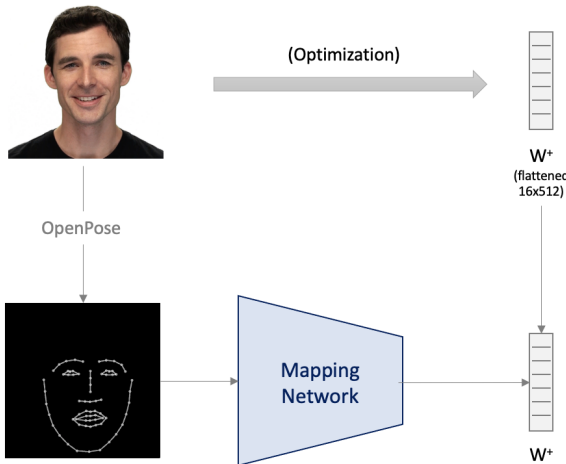 (Optimization)
W+
(flattened
16x512)
OpenPose
Mapping
Network
W+